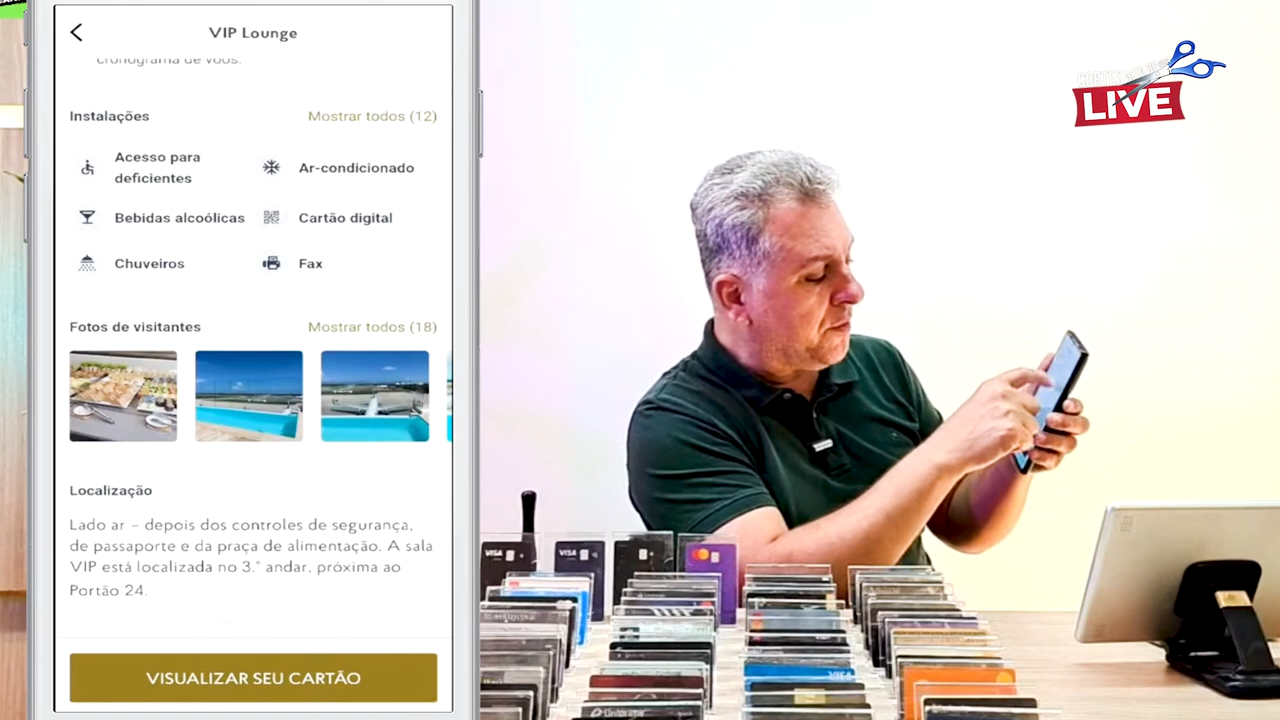 VIP Lounge
cronograma de voos.
Instalações
Mostrar todos (12)
Acesso para
deficientes
Ar-condicionado
Bebidas alcoólicas
Cartão digital
Chuveiros
Fax
Fotos de visitantes
Mostrar todos (18)
Localização
Lado ar – depois dos controles de segurança,
de passaporte e da praça de alimentação. A sala
VIP está localizada no 3.º andar, próxima ao
Portão 24.
VISUALIZAR SEU CARTÃO
CORTES
LIVE
VISA
VISA
VISA
Unicred